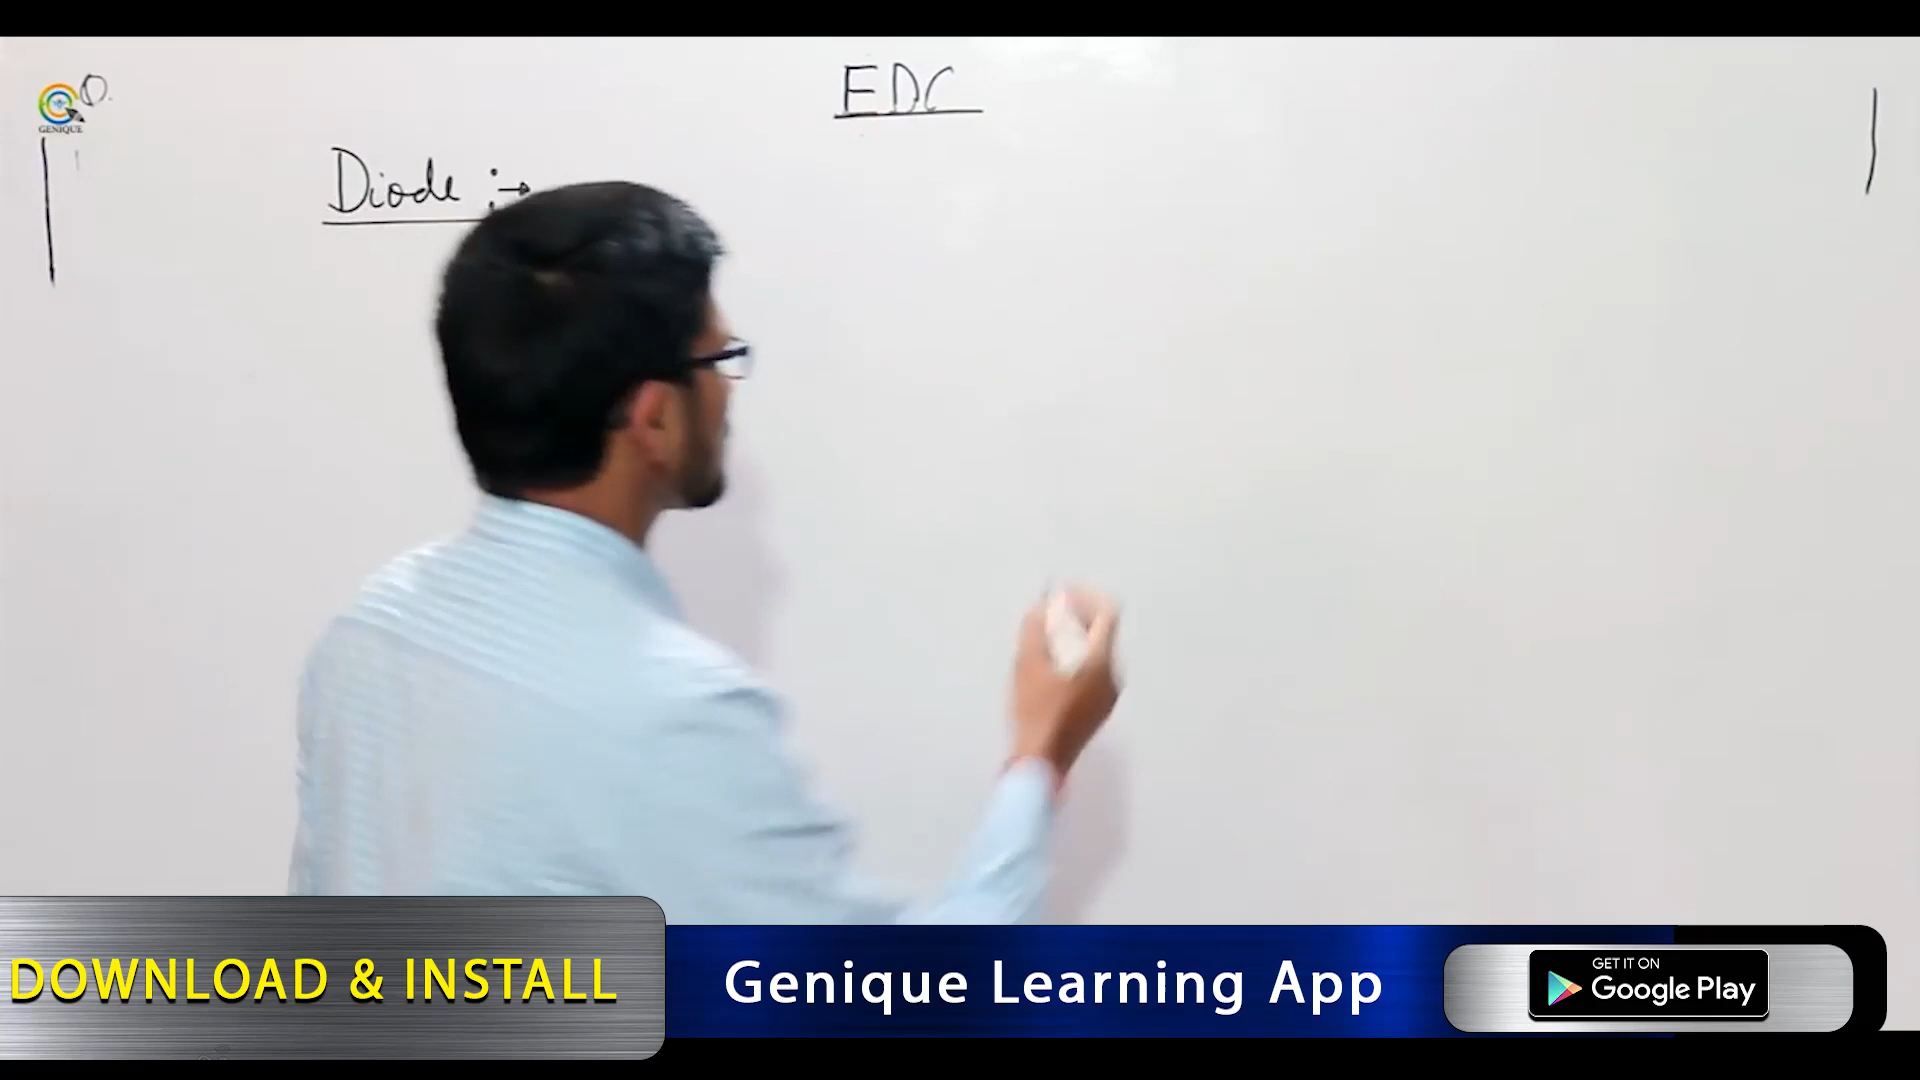 EDC
GENIQUE
Diode :→
DOWNLOAD & INSTALL
Genique Learning App
GET IT ON
Google Play